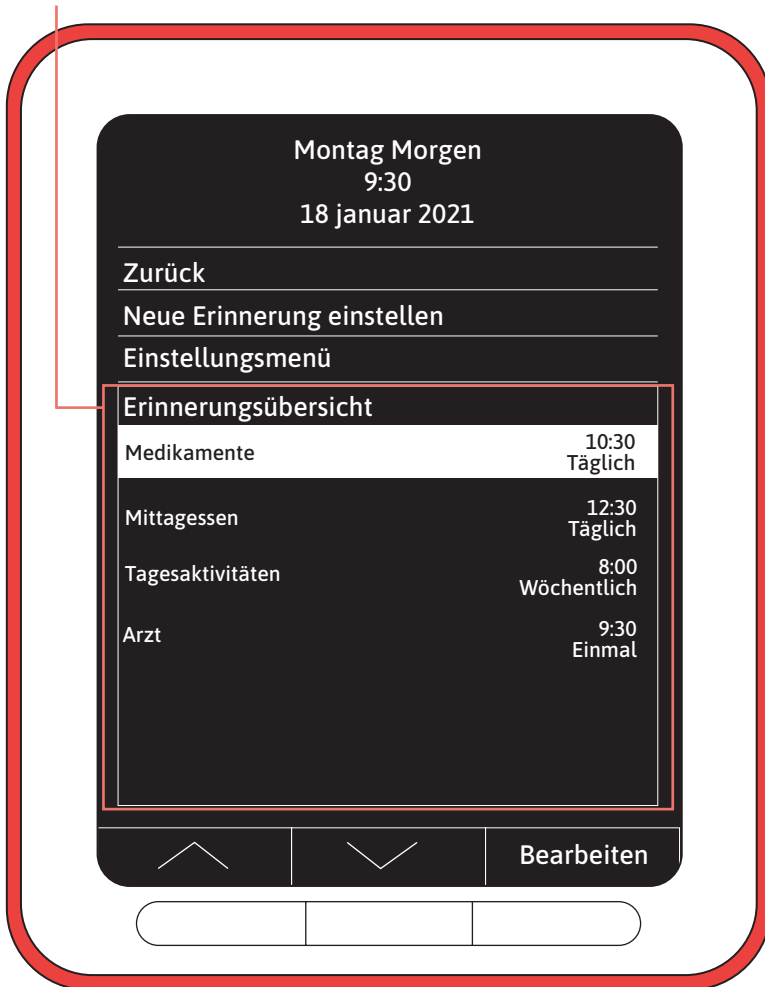 Montag Morgen
9:30
18 januar 2021
Zurück
Neue Erinnerung einstellen
Einstellungsmenü
Erinnerungsübersicht
Medikamente 10:30
Täglich
Mittagessen 12:30
Täglich
Tagesaktivitäten 8:00
Wöchentlich
Arzt 9:30
Einmal
Bearbeiten